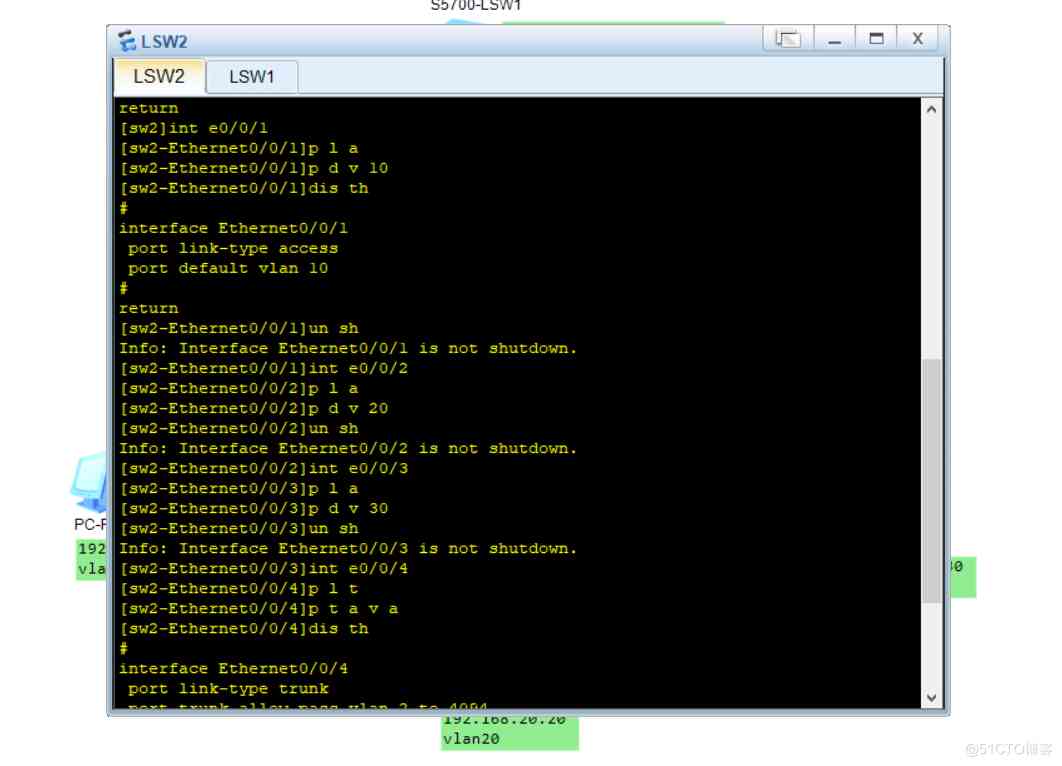 S5700-LSW1
LSW2
LSW2 LSW1
return
[sw2]int e0/0/1
[sw2-Ethernet0/0/1]p l a
[sw2-Ethernet0/0/1]p d v 10
[sw2-Ethernet0/0/1]dis th
#
interface Ethernet0/0/1
port link-type access
port default vlan 10
#
return
[sw2-Ethernet0/0/1]un sh
Info: Interface Ethernet0/0/1 is not shutdown.
[sw2-Ethernet0/0/1]int e0/0/2
[sw2-Ethernet0/0/2]p l a
[sw2-Ethernet0/0/2]p d v 20
[sw2-Ethernet0/0/2]un sh
Info: Interface Ethernet0/0/2 is not shutdown.
[sw2-Ethernet0/0/2]int e0/0/3
[sw2-Ethernet0/0/3]p l a
[sw2-Ethernet0/0/3]p d v 30
[sw2-Ethernet0/0/3]un sh
Info: Interface Ethernet0/0/3 is not shutdown.
[sw2-Ethernet0/0/3]int e0/0/4
[sw2-Ethernet0/0/4]p l t
[sw2-Ethernet0/0/4]p t a v a
[sw2-Ethernet0/0/4]dis th
#
interface Ethernet0/0/4
port link-type trunk
port trunk allow-pass vlan 2 to 4094
PC-
192
vla
192.168.20.20
vlan20
@51CTO博客